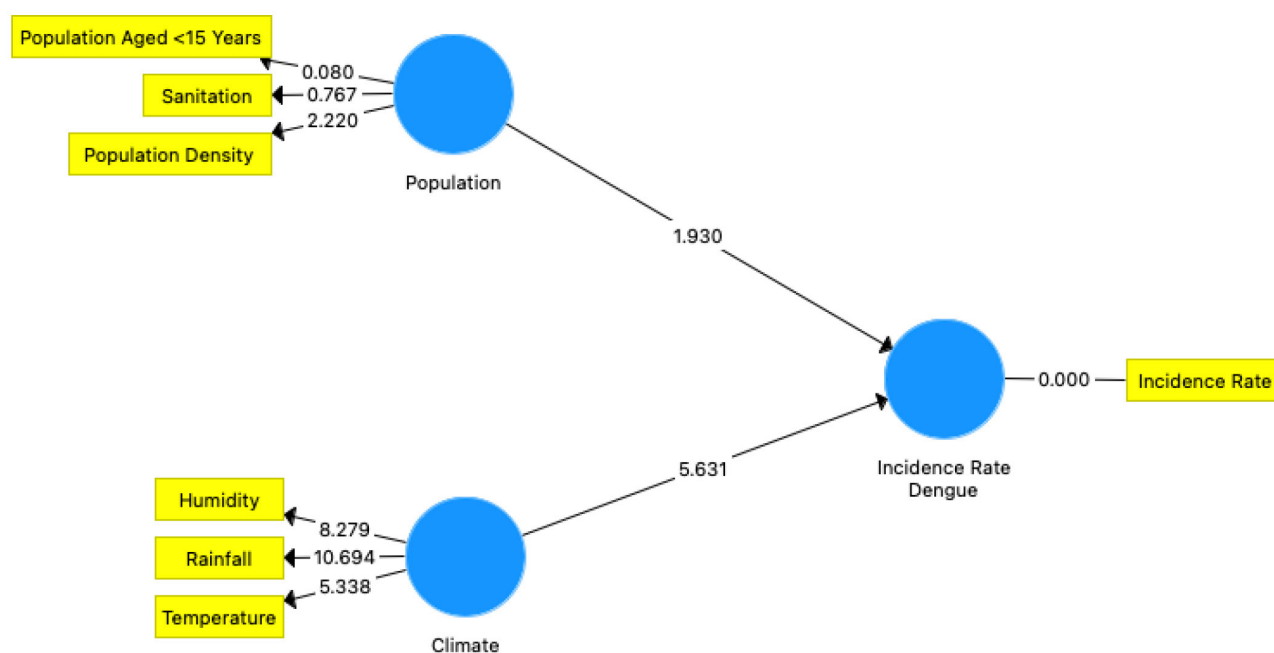 Population Aged <15 Years
0.080
Sanitation
0.767
2.220
Population Density
Population
1.930
Incidence Rate
0.000
5.631
Incidence Rate
Dengue
Humidity
8.279
Rainfall
10.694
5.338
Temperature
Climate